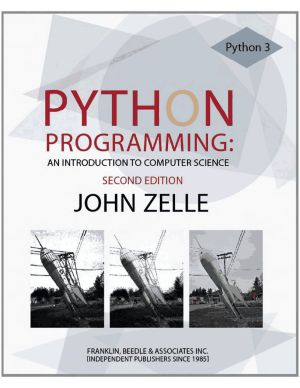 Python 3
PYTHON
PROGRAMMING:
AN INTRODUCTION TO COMPUTER SCIENCE
SECOND EDITION
JOHN ZELLE
FRANKLIN, BEEDLE & ASSOCIATES INC.
[INDEPENDENT PUBLISHERS SINCE 1985]